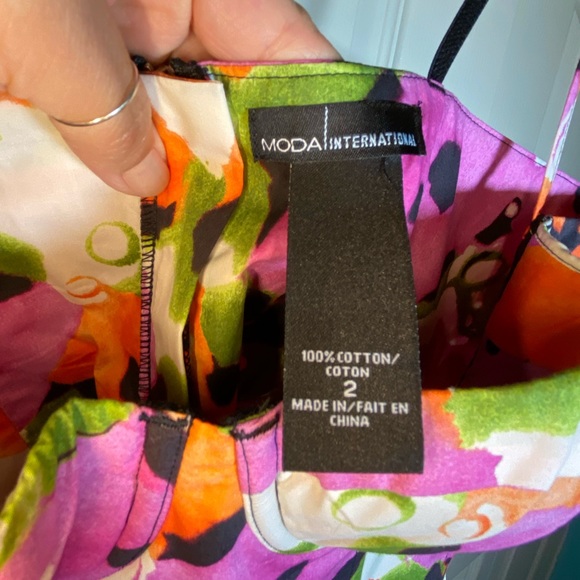 MODA INTERNATIONAL
100% COTTON/
COTON
2
MADE IN/FAIT EN
CHINA